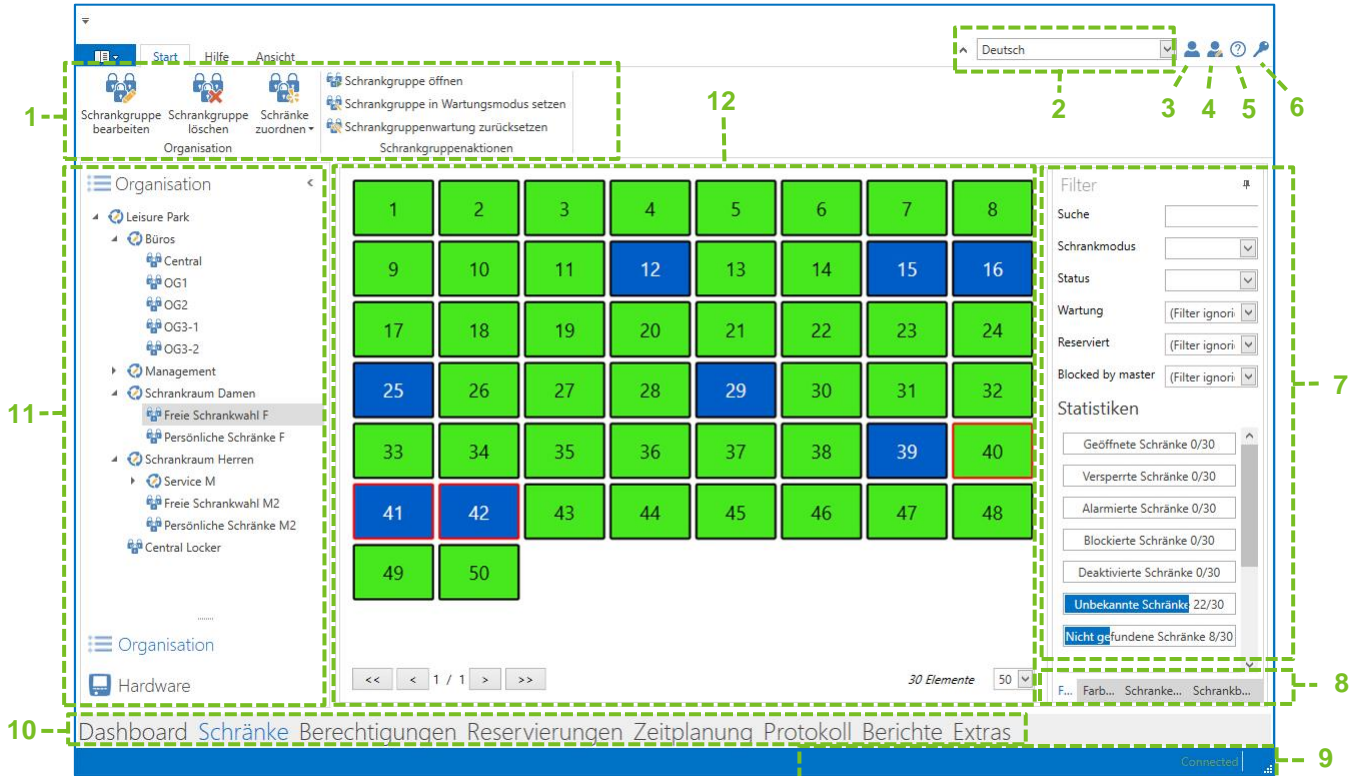 Start Hilfe Ansicht
Deutsch
Schrankgruppe bearbeiten
Schrankgruppe löschen
Schränke zuordnen
Organisation
Schrankgruppe öffnen
Schrankgruppe in Wartungsmodus setzen
Schrankgruppenwartung zurücksetzen
Schrankgruppenaktionen
1
12
2
3 4 5 6
Organisation
Leisure Park
Büros
Central
OG1
OG2
OG3-1
OG3-2
Management
Schrankraum Damen
Freie Schrankwahl F
Persönliche Schränke F
Schrankraum Herren
Service M
Freie Schrankwahl M2
Persönliche Schränke M2
Central Locker
Organisation
Hardware
11
1 2 3 4 5 6 7 8
9 10 11 12 13 14 15 16
17 18 19 20 21 22 23 24
25 26 27 28 29 30 31 32
33 34 35 36 37 38 39 40
41 42 43 44 45 46 47 48
49 50
<< < 1 / 1 > >>
30 Elemente 50
Filter
Suche
Schrankmodus
Status
Wartung (Filter ignori
Reserviert (Filter ignori
Blocked by master (Filter ignori
Statistiken
Geöffnete Schränke 0/30
Versperrte Schränke 0/30
Alarmierte Schränke 0/30
Blockierte Schränke 0/30
Deaktivierte Schränke 0/30
Unbekannte Schränke 22/30
Nicht gefundene Schränke 8/30
7
F... Farb... Schranke... Schrankb...
8
10
Dashboard Schränke Berechtigungen Reservierungen Zeitplanung Protokoll Berichte Extras
Connected
9